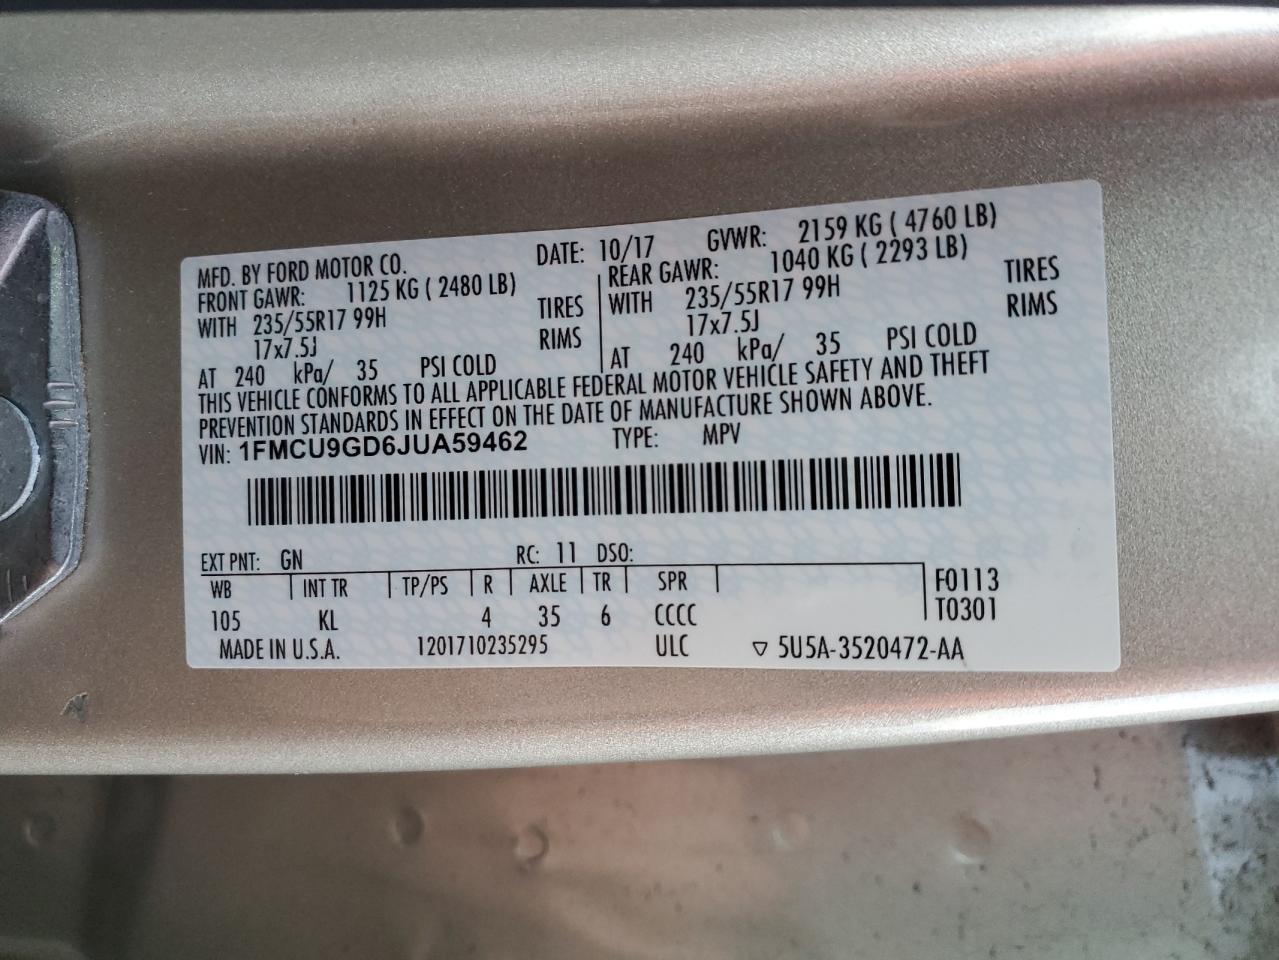 MFD. BY FORD MOTOR CO. DATE: 10/17 GVWR: 2159 KG ( 4760 LB)
FRONT GAWR: 1125 KG ( 2480 LB) REAR GAWR: 1040 KG ( 2293 LB)
WITH 235/55R17 99H TIRES WITH 235/55R17 99H TIRES
17x7.5J RIMS 17x7.5J RIMS
AT 240 kPa/ 35 PSI COLD AT 240 kPa/ 35 PSI COLD
THIS VEHICLE CONFORMS TO ALL APPLICABLE FEDERAL MOTOR VEHICLE SAFETY AND THEFT
PREVENTION STANDARDS IN EFFECT ON THE DATE OF MANUFACTURE SHOWN ABOVE.
VIN: 1FMCU9GD6JUA59462 TYPE: MPV
EXT PNT: GN RC: 11 DSO:
WB INT TR TP/PS R AXLE TR SPR F0113
105 KL 4 35 6 CCCC T0301
MADE IN U.S.A. 1201710235295 ULC ▽ 5U5A-3520472-AA